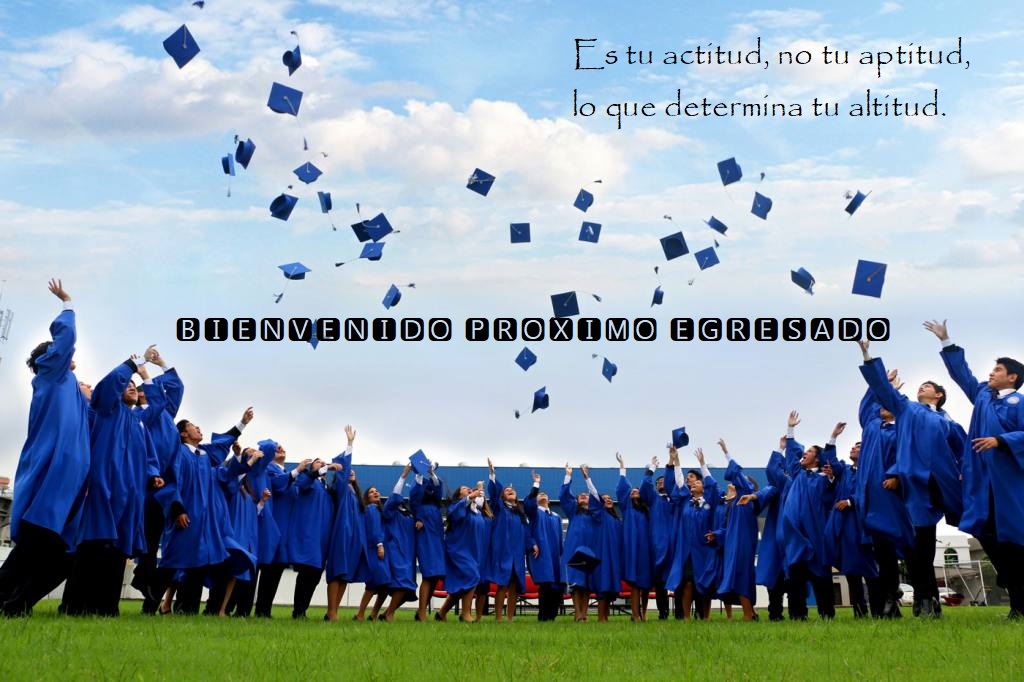 Es tu actitud, no tu aptitud,
lo que determina tu altitud.
BIENVENIDO PROXIMO EGRESADO